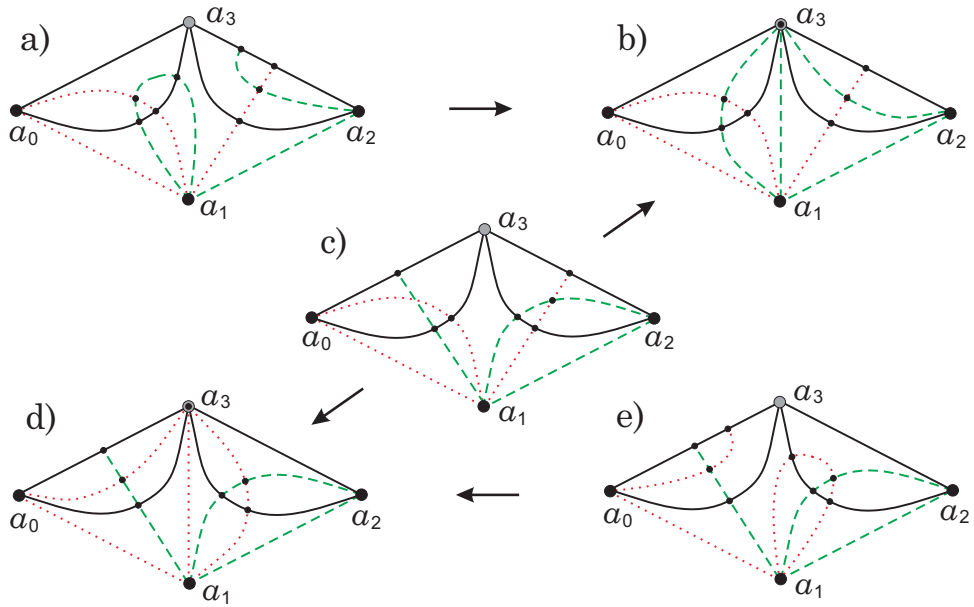 a) a₃ b) a₃
a₀ a₂ a₀ a₂
a₁ a₁
c) a₃
a₀ a₂
a₁
d) a₃ e) a₃
a₀ a₂ a₀ a₂
a₁ a₁